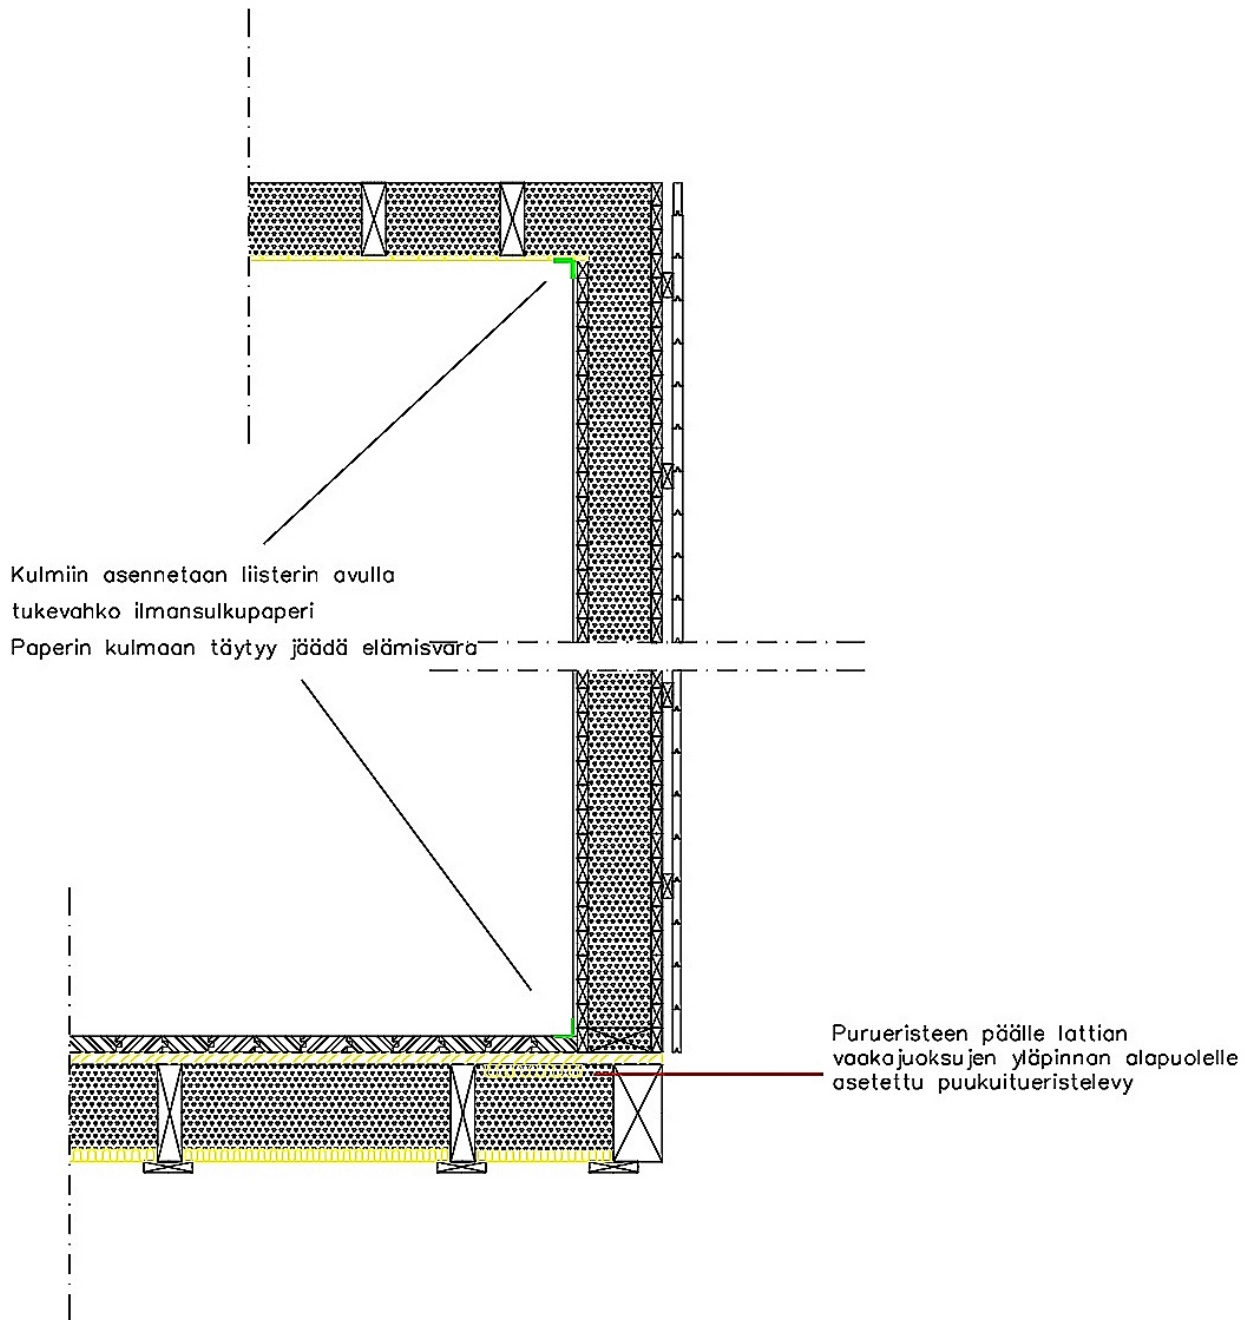 Kulmiin asennetaan liisterin avulla
tukevahko ilmansulkupaperi
Paperin kulmaan täytyy jäädä elämisvara
Purueristeen päälle lattian
vaakajuoksujen yläpinnan alapuolelle
asetettu puukuitueristelevy